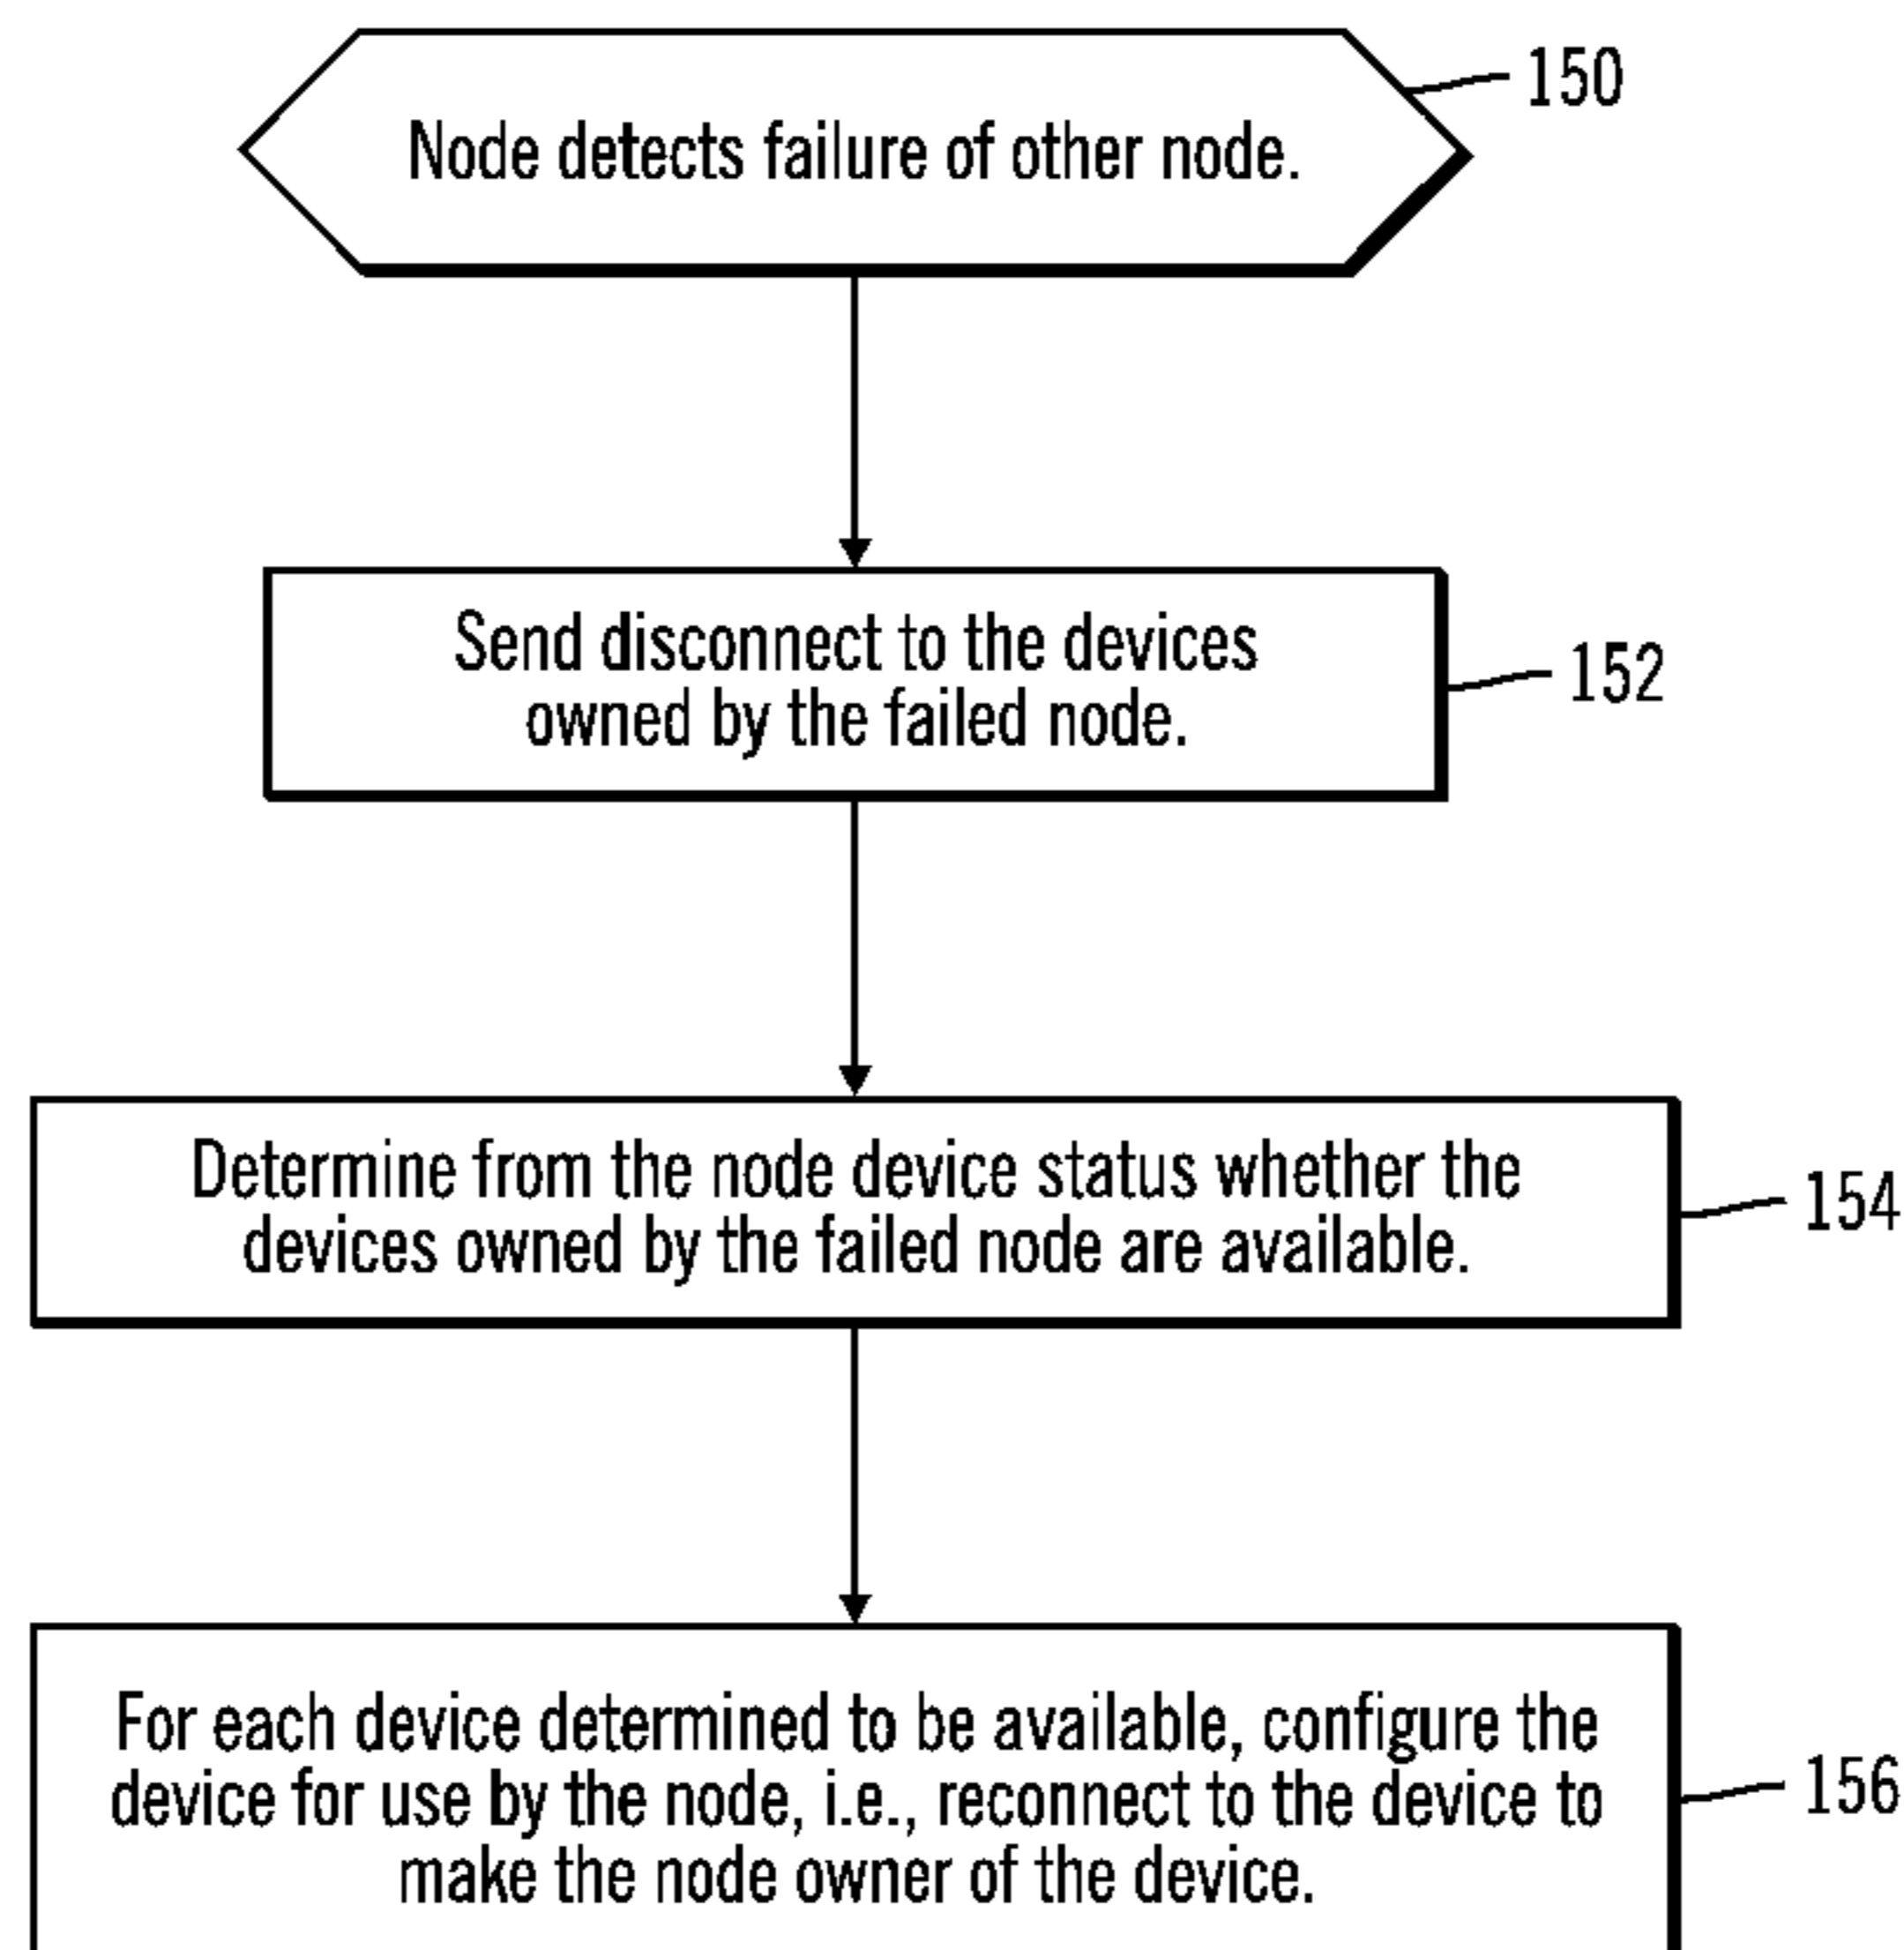 150
Node detects failure of other node.
Send disconnect to the devices
owned by the failed node.
152
Determine from the node device status whether the
devices owned by the failed node are available.
154
For each device determined to be available, configure the
device for use by the node, i.e., reconnect to the device to
make the node owner of the device.
156